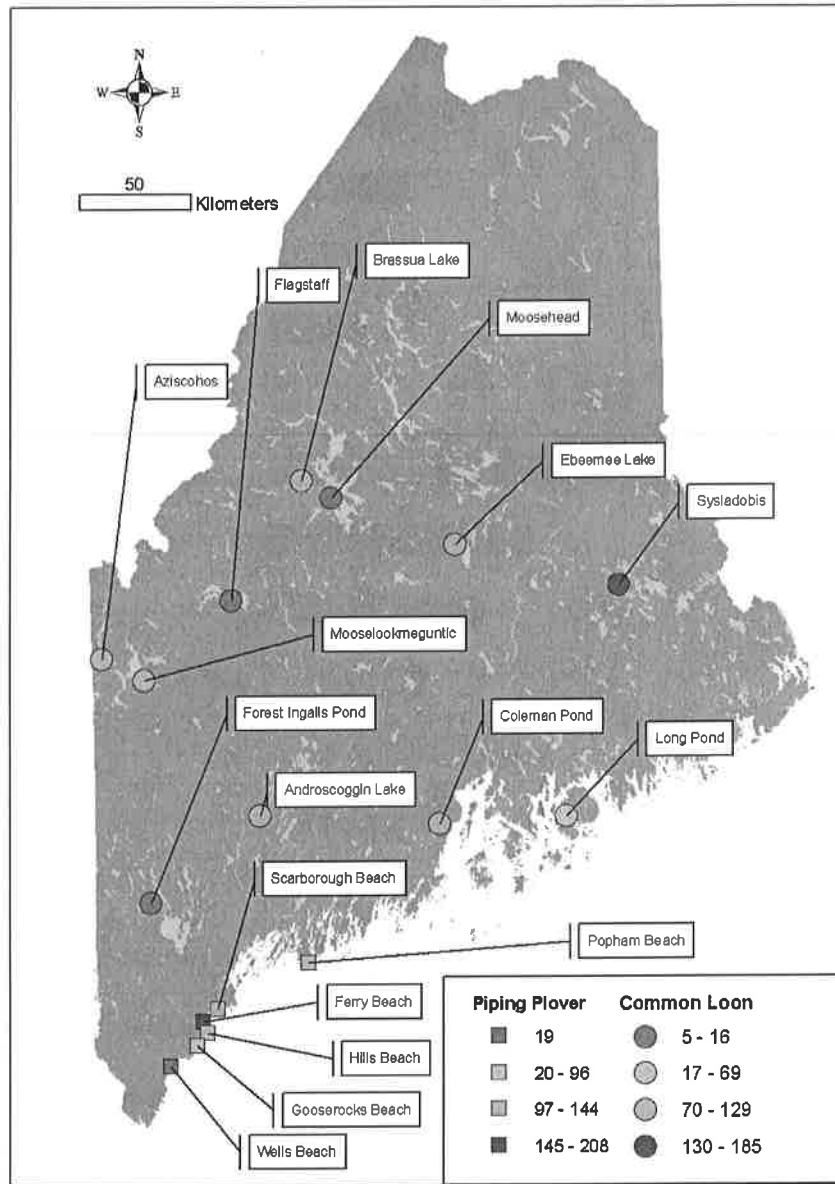 N
W E
S
50
Kilometers
Brassua Lake
Flagstaff
Moosehead
Aziscohos
Ebeemee Lake
Sysladobis
Mooselookmeguntic
Forest Ingalls Pond
Coleman Pond
Long Pond
Androscoggin Lake
Scarborough Beach
Popham Beach
Ferry Beach
Hills Beach
Gooserocks Beach
Wells Beach
Piping Plover Common Loon
19 5 - 16
20 - 96 17 - 69
97 - 144 70 - 129
145 - 208 130 - 185